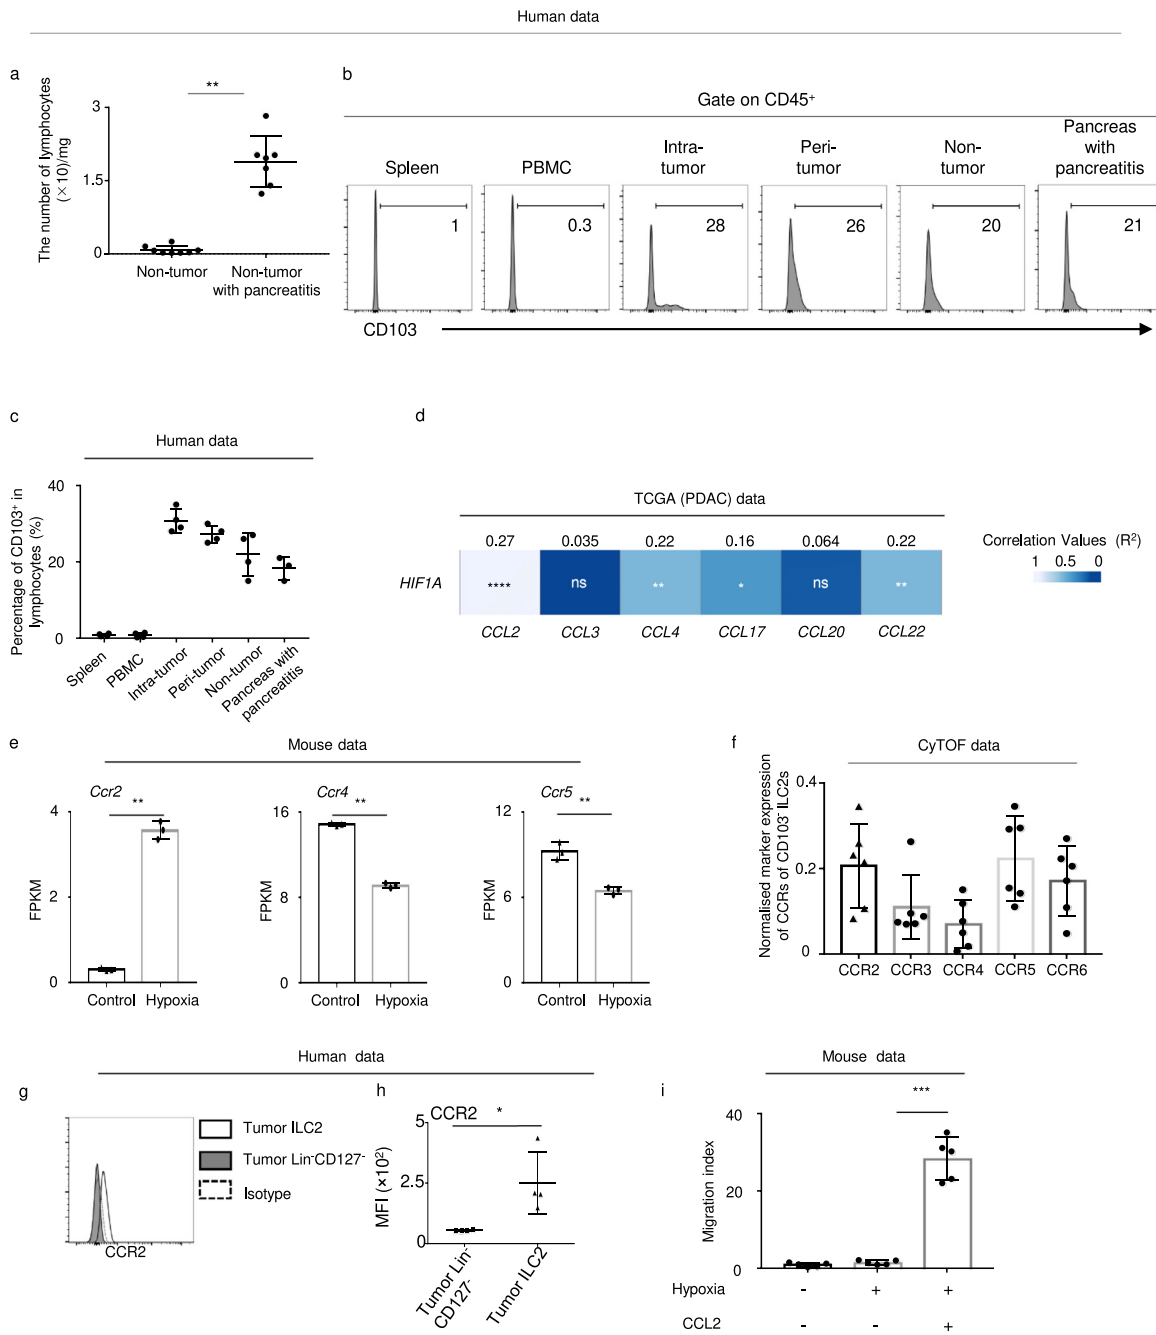 Human data
a
**
The number of lymphocytes
(×10)/mg
3
1.5
0
Non-tumor
Non-tumor
with pancreatitis
b
Gate on CD45⁺
Spleen
PBMC
Intra-
tumor
Peri-
tumor
Non-
tumor
Pancreas
with
pancreatitis
1
0.3
28
26
20
21
CD103
c
Human data
Percentage of CD103⁺ in
lymphocytes (%)
40
20
0
Spleen
PBMC
Intra-tumor
Peri-tumor
Non-tumor
Pancreas with
pancreatitis
d
TCGA (PDAC) data
0.27 0.035 0.22 0.16 0.064 0.22
HIF1A
**** ns ** * ns **
CCL2 CCL3 CCL4 CCL17 CCL20 CCL22
Correlation Values (R²)
1 0.5 0
e
Mouse data
Ccr2
**
FPKM
4
2
0
Control Hypoxia
Ccr4
**
FPKM
16
8
0
Control Hypoxia
Ccr5
**
FPKM
12
6
0
Control Hypoxia
f
CyTOF data
Normalised marker expression
of CCRs of CD103⁻ ILC2s
0.4
0.2
0
CCR2 CCR3 CCR4 CCR5 CCR6
Human data
g
Tumor ILC2
Tumor Lin⁻CD127⁻
Isotype
CCR2
h
CCR2
*
MFI (×10²)
5
2.5
0
Tumor Lin⁻
CD127⁻
Tumor ILC2
i
Mouse data
***
Migration index
40
20
0
Hypoxia - + +
CCL2 - - +